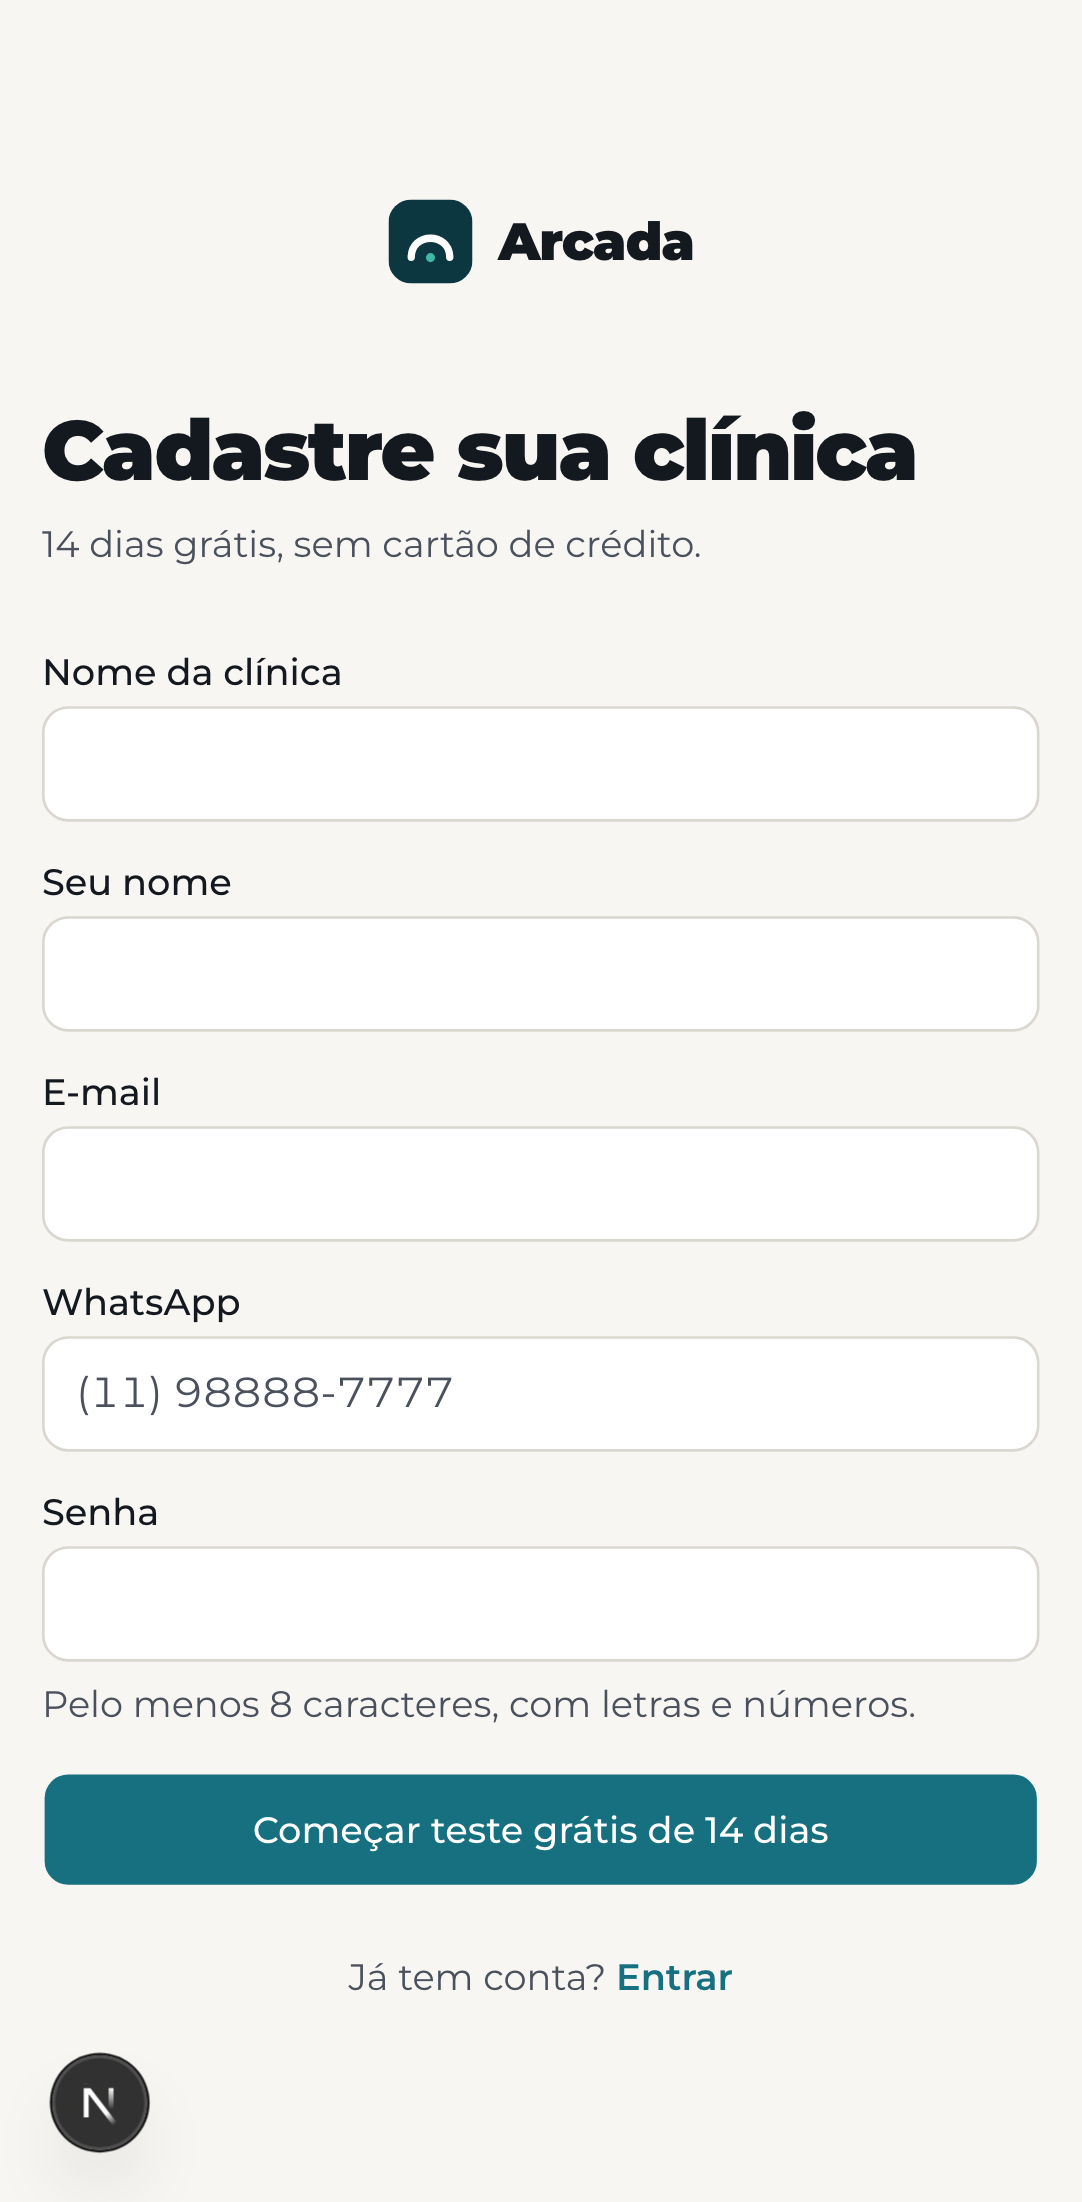 Arcada
Cadastre sua clínica
14 dias grátis, sem cartão de crédito.
Nome da clínica
Seu nome
E-mail
WhatsApp
(11) 98888-7777
Senha
Pelo menos 8 caracteres, com letras e números.
Começar teste grátis de 14 dias
Já tem conta? Entrar
N